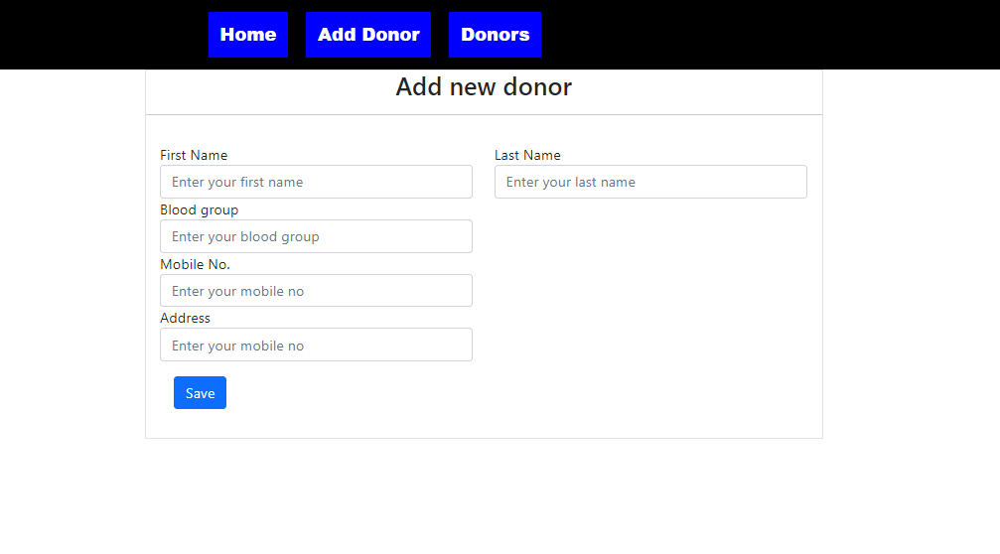 Home Add Donor Donors
Add new donor
First Name Last Name
Enter your first name Enter your last name
Blood group
Enter your blood group
Mobile No.
Enter your mobile no
Address
Enter your mobile no
Save